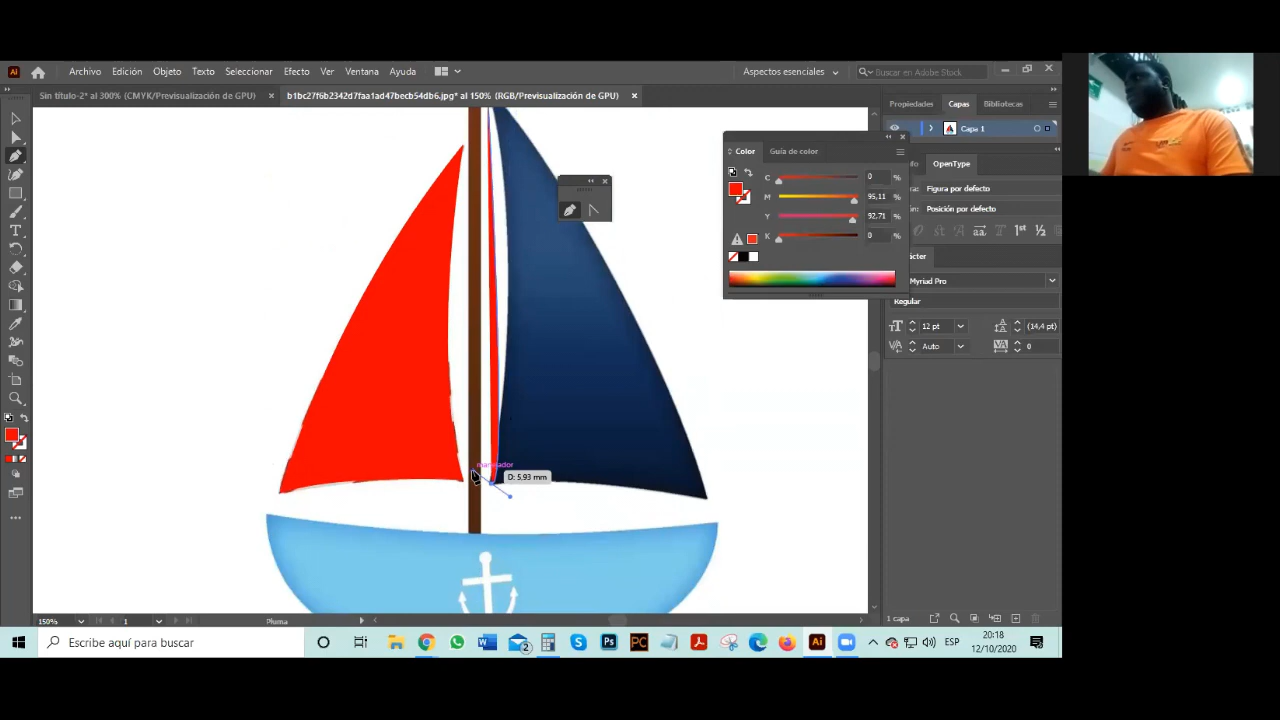 Ai Archivo Edición Objeto Texto Seleccionar Efecto Ver Ventana Ayuda Aspectos esenciales Buscar en Adobe Stock
Sin título-2* al 300% (CMYK/Previsualización de GPU) × b1bc27f6b2342d7faa1ad47becb54db6.jpg* al 150% (RGB/Previsualización de GPU) ×
Propiedades Capas Bibliotecas
Capa 1
Color Guía de color
OpenType
C 0 %
M 95,11 %
Y 92,71 %
K 0 %
Figura por defecto
Posición por defecto
Myriad Pro
Regular
12 pt (14,4 pt)
Auto 0
D: 5.93 mm
150% 1 Pluma
1 capa
Escribe aquí para buscar
ESP
20:18
12/10/2020